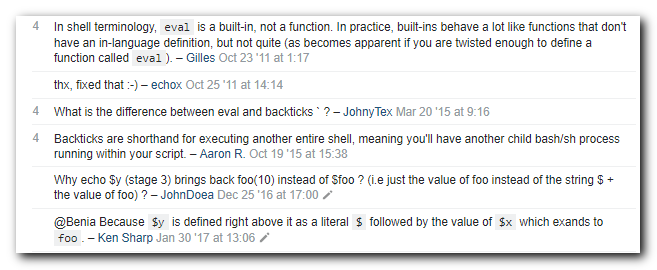 4 In shell terminology, eval is a built-in, not a function. In practice, built-ins behave a lot like functions that don't
have an in-language definition, but not quite (as becomes apparent if you are twisted enough to define a
function called eval ). – Gilles Oct 23 '11 at 1:17
thx, fixed that :-) – echox Oct 25 '11 at 14:14
4 What is the difference between eval and backticks ` ? – JohnyTex Mar 20 '15 at 9:16
4 Backticks are shorthand for executing another entire shell, meaning you'll have another child bash/sh process
running within your script. – Aaron R. Oct 19 '15 at 15:38
Why echo $y (stage 3) brings back foo(10) instead of $foo ? (i.e just the value of foo instead of the string $ +
the value of foo) ? – JohnDoea Dec 25 '16 at 17:00
@Benia Because $y is defined right above it as a literal $ followed by the value of $x which exands to
foo . – Ken Sharp Jan 30 '17 at 13:06